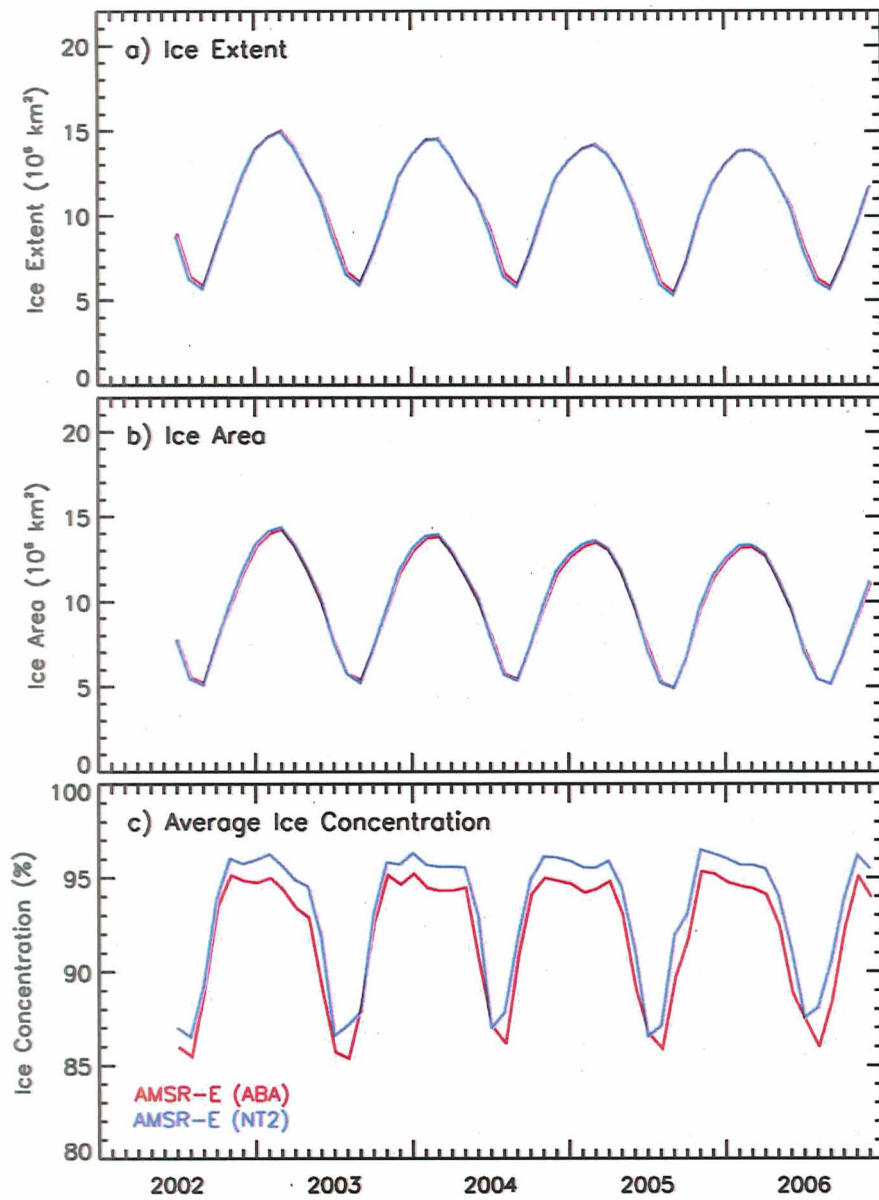 a) Ice Extent
Ice Extent (10⁶ km²)
20
15
10
5
0
b) Ice Area
Ice Area (10⁶ km²)
20
15
10
5
0
c) Average Ice Concentration
Ice Concentration (%)
100
95
90
85
80
AMSR-E (ABA)
AMSR-E (NT2)
2002 2003 2004 2005 2006